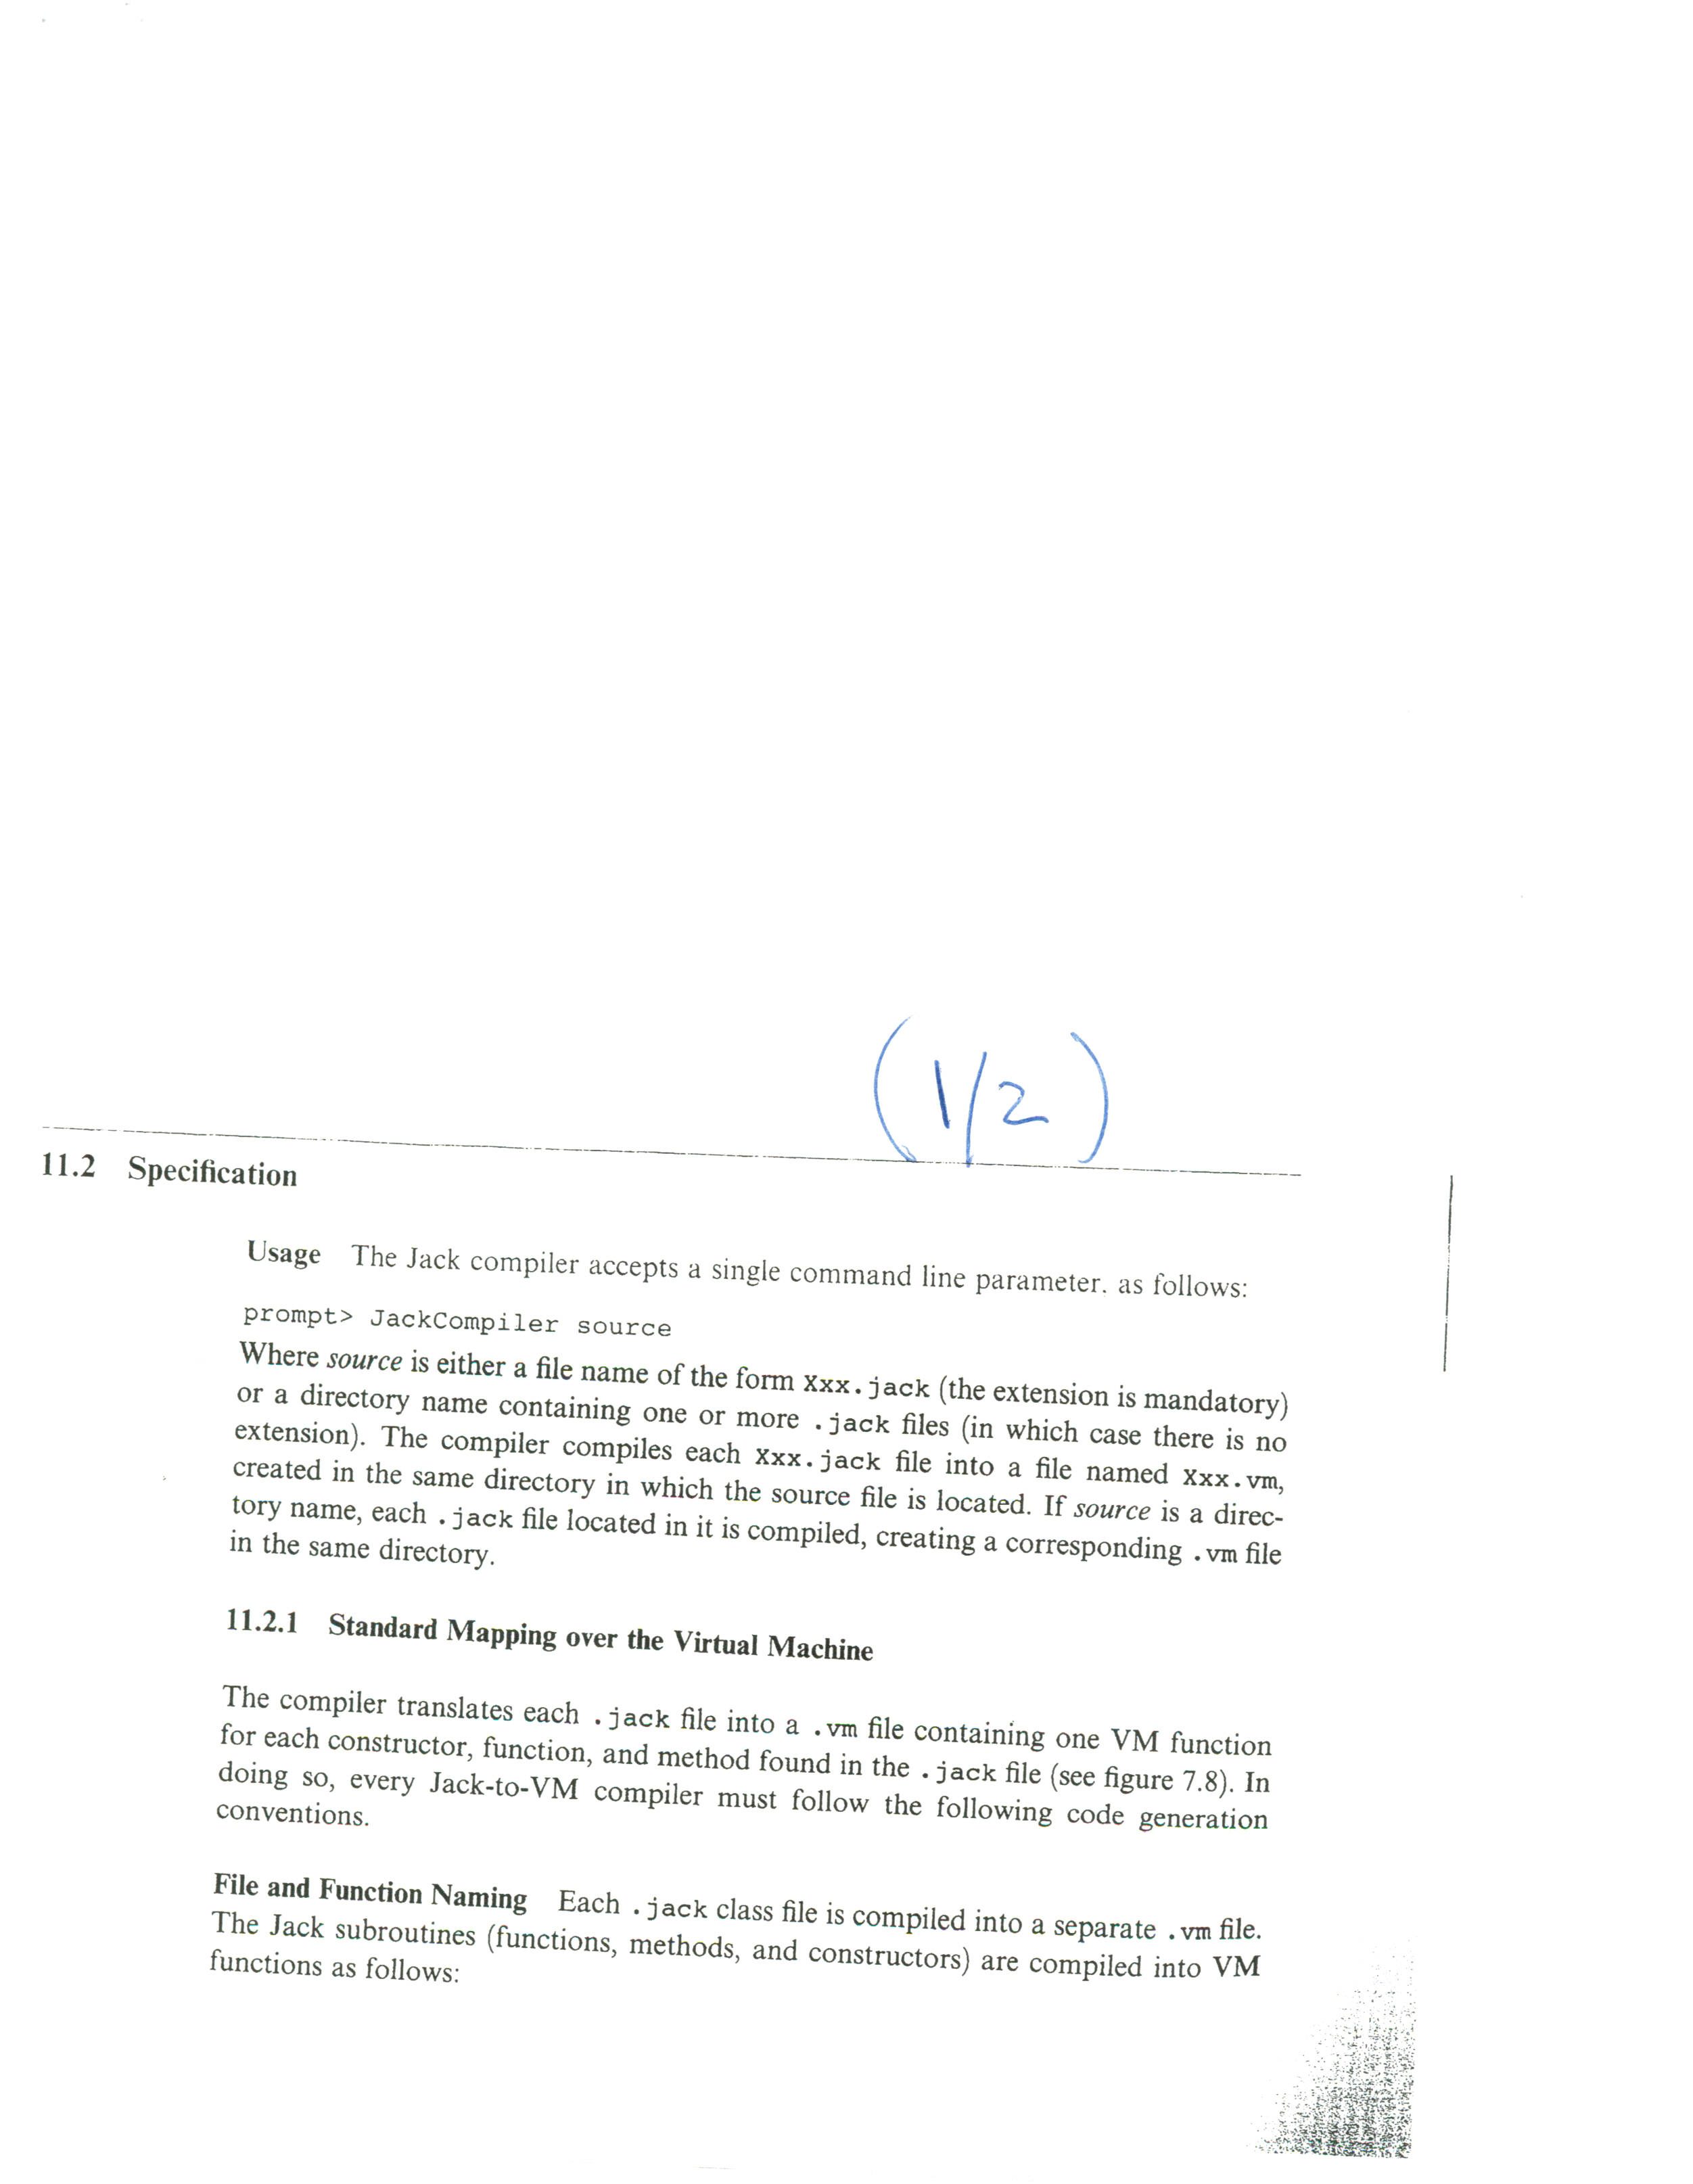 (1/2)
11.2 Specification
Usage The Jack compiler accepts a single command line parameter. as follows:
prompt> JackCompiler source
Where source is either a file name of the form Xxx.jack (the extension is mandatory)
or a directory name containing one or more .jack files (in which case there is no
extension). The compiler compiles each Xxx.jack file into a file named Xxx.vm,
created in the same directory in which the source file is located. If source is a direc-
tory name, each .jack file located in it is compiled, creating a corresponding .vm file
in the same directory.
11.2.1 Standard Mapping over the Virtual Machine
The compiler translates each .jack file into a .vm file containing one VM function
for each constructor, function, and method found in the .jack file (see figure 7.8). In
doing so, every Jack-to-VM compiler must follow the following code generation
conventions.
File and Function Naming Each .jack class file is compiled into a separate .vm file.
The Jack subroutines (functions, methods, and constructors) are compiled into VM
functions as follows: